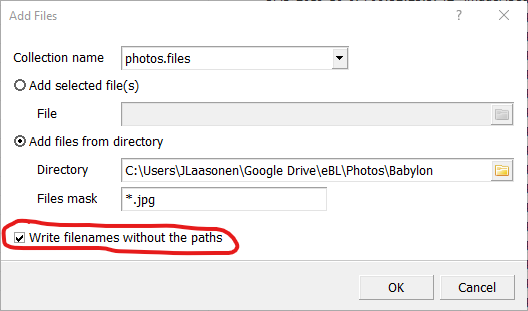 Add Files
?
Collection name photos.files
Add selected file(s)
File
Add files from directory
Directory C:\Users\JLaasonen\Google Drive\eBL\Photos\Babylon
Files mask *.jpg
Write filenames without the paths
OK Cancel